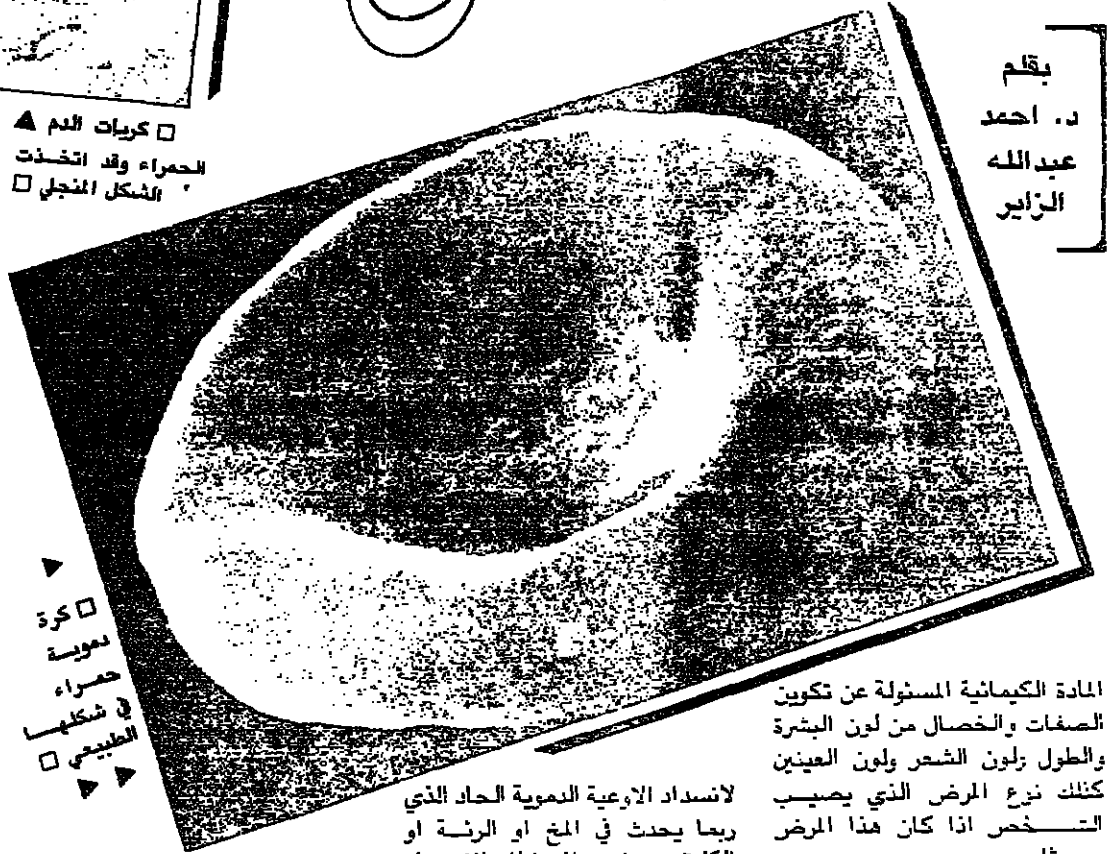 بقلم
د. احمد
عبدالله
الزاير
□ كريات الدم ▲
الحمراء وقد اتخذت
الشكل المنجلي □
□ كرة
دموية
حمراء
في شكلها
الطبيعي □
المادة الكيمائية المسئولة عن تكوين
الصفات والخصال من لون البشرة
والطول ولون الشعر ولون العينين
كذلك نوع المرض الذي يصيب
الشخص اذا كان هذا المرض
لانسداد الاوعية الدموية الحاد الذي
ربما يحدث في المخ او الرئة او